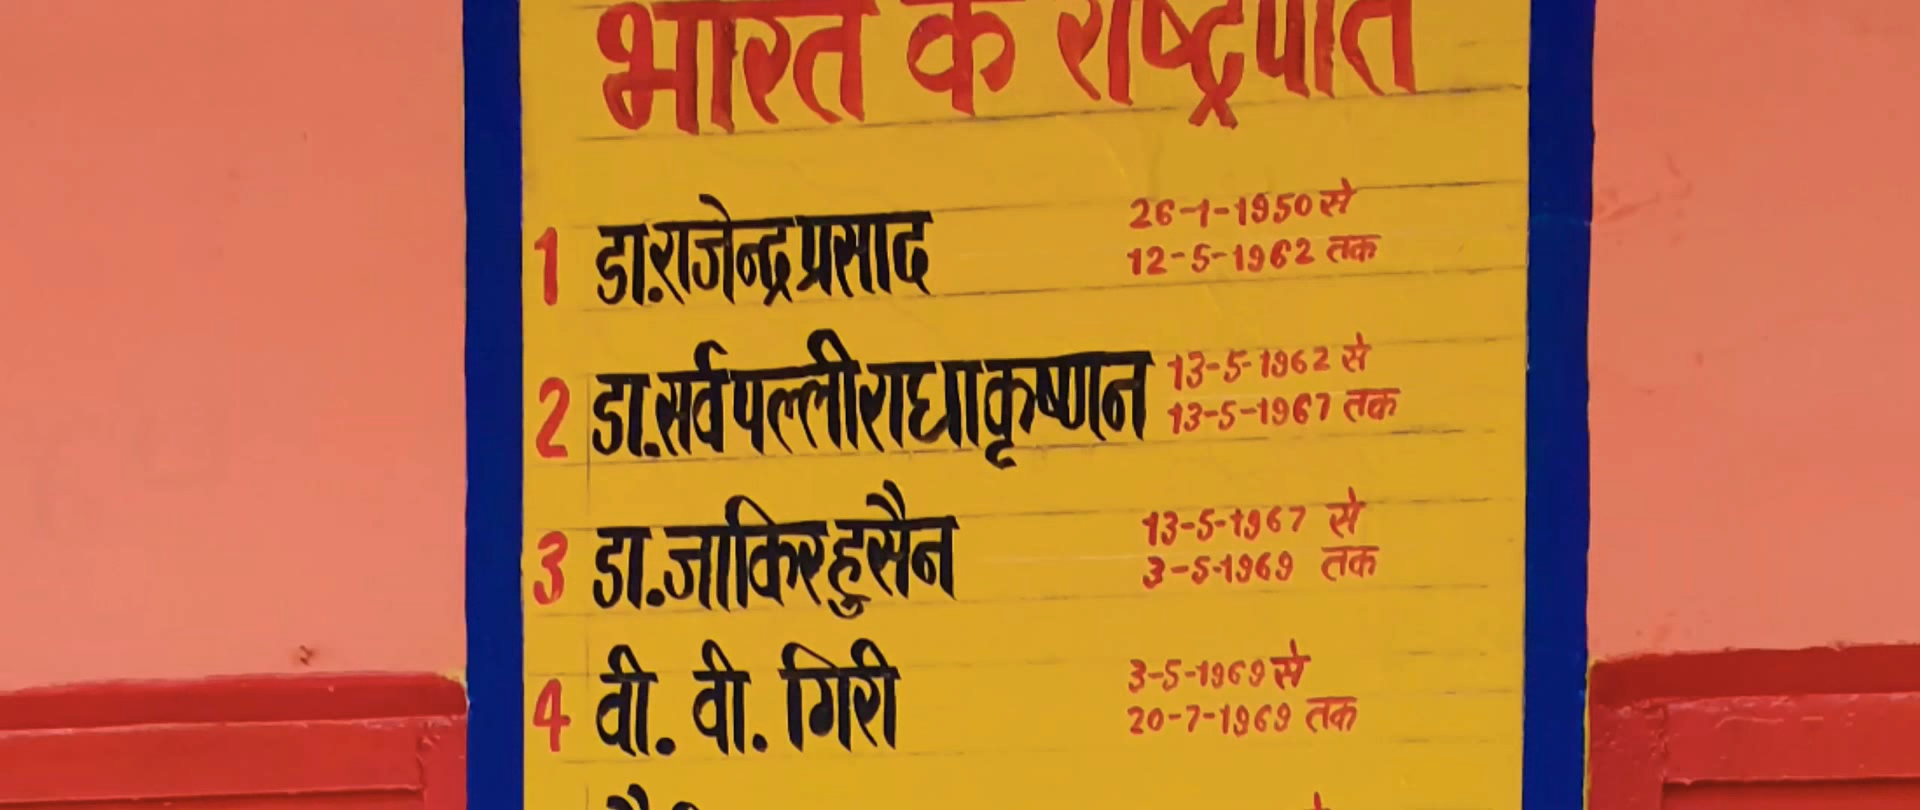 भारत के राष्ट्रपति
1 डा.राजेन्द्र प्रसाद 26-1-1950 से
12-5-1962 तक
2 डा.सर्वपल्ली राधाकृष्णन 13-5-1962 से
13-5-1967 तक
3 डा.जाकिर हुसैन 13-5-1967 से
3-5-1969 तक
4 वी. वी. गिरी 3-5-1969 से
20-7-1969 तक